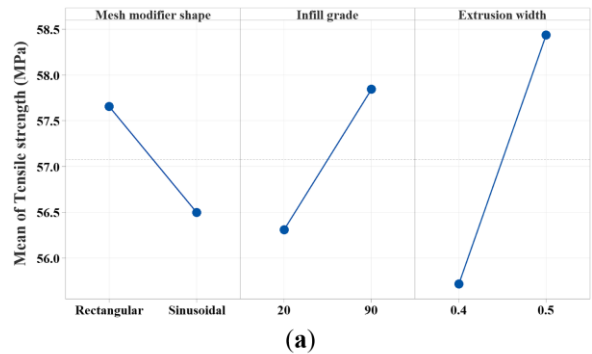 Mesh modifier shape Infill grade Extrusion width
Mean of Tensile strength (MPa)
58.5
58.0
57.5
57.0
56.5
56.0
Rectangular Sinusoidal 20 90 0.4 0.5
(a)